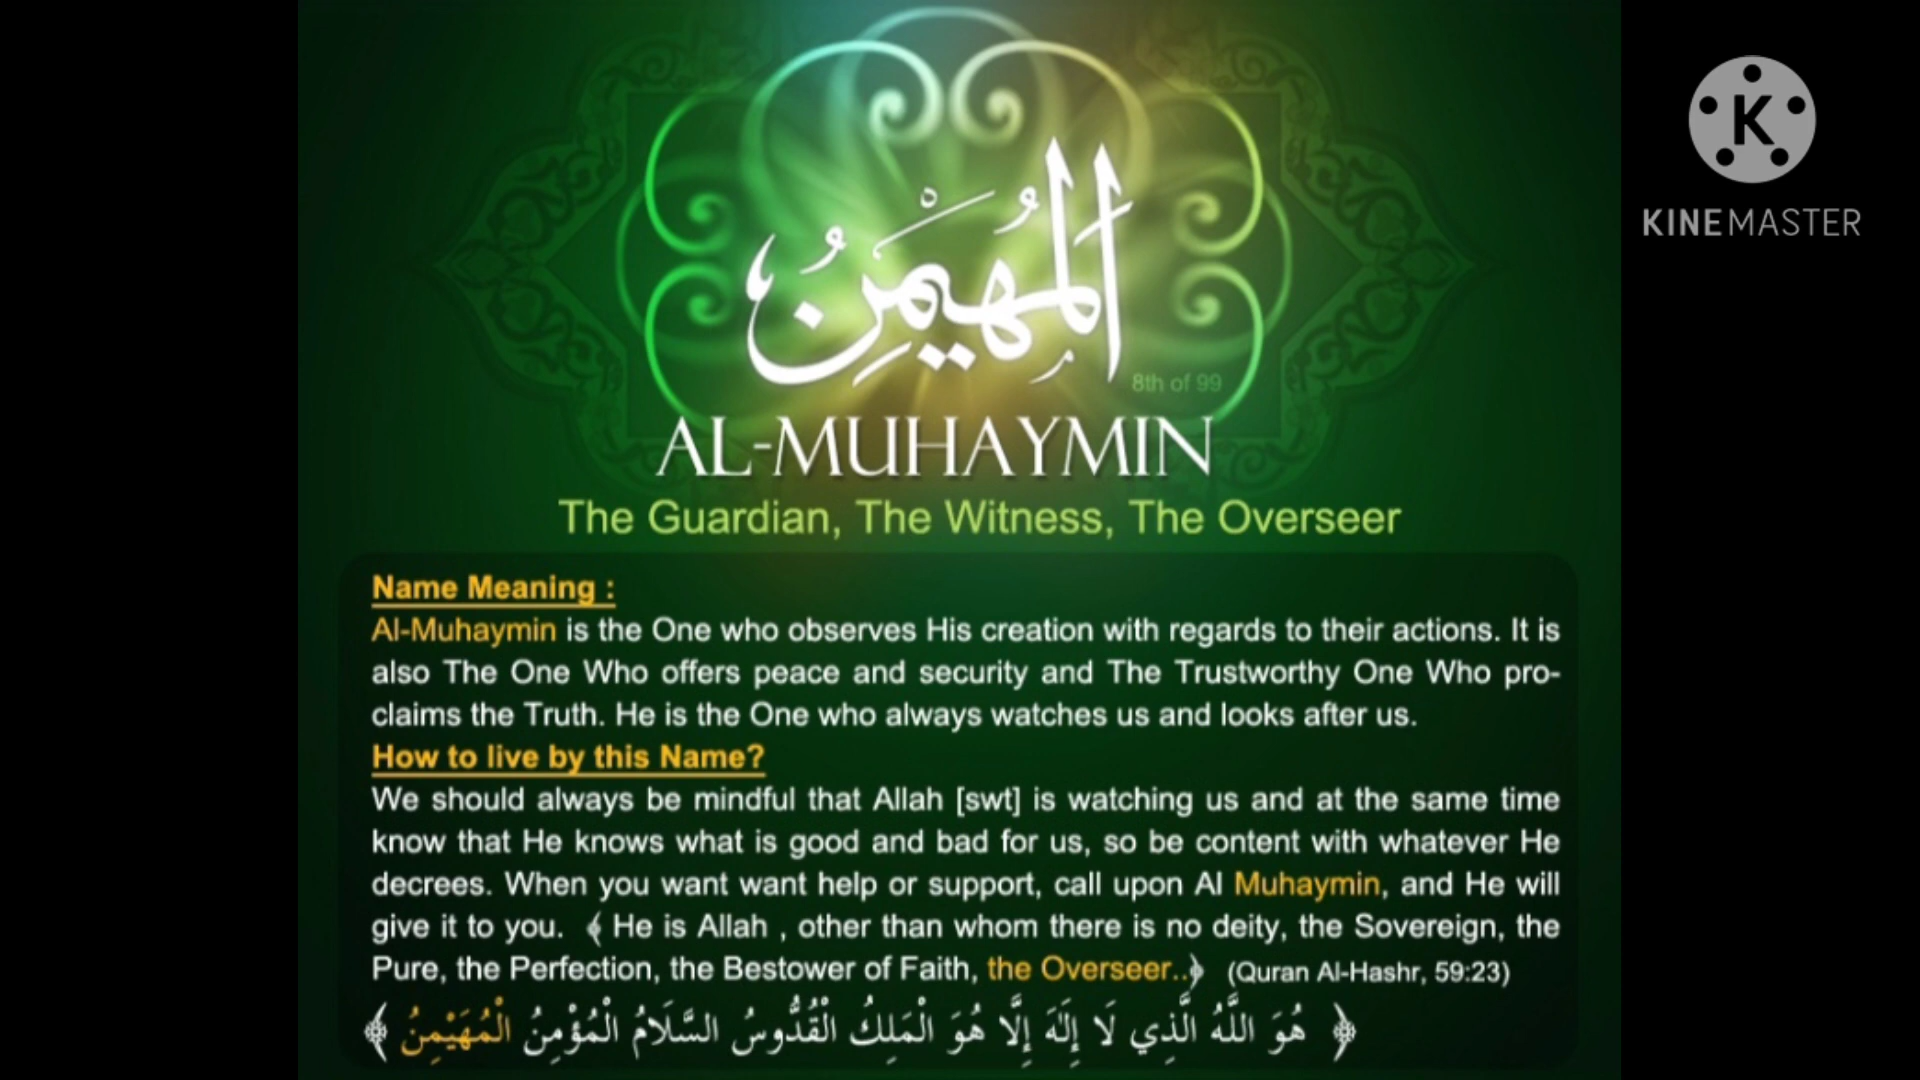 K
KINEMASTER
الْمُهَيْمِنُ
8th of 99
AL-MUHAYMIN
The Guardian, The Witness, The Overseer
Name Meaning :
Al-Muhaymin is the One who observes His creation with regards to their actions. It is
also The One Who offers peace and security and The Trustworthy One Who pro-
claims the Truth. He is the One who always watches us and looks after us.
How to live by this Name?
We should always be mindful that Allah [swt] is watching us and at the same time
know that He knows what is good and bad for us, so be content with whatever He
decrees. When you want want help or support, call upon Al Muhaymin, and He will
give it to you. ﴾ He is Allah , other than whom there is no deity, the Sovereign, the
Pure, the Perfection, the Bestower of Faith, the Overseer..﴿ (Quran Al-Hashr, 59:23)
﴿ هُوَ اللَّهُ الَّذِي لَا إِلَٰهَ إِلَّا هُوَ الْمَلِكُ الْقُدُّوسُ السَّلَامُ الْمُؤْمِنُ الْمُهَيْمِنُ ﴾